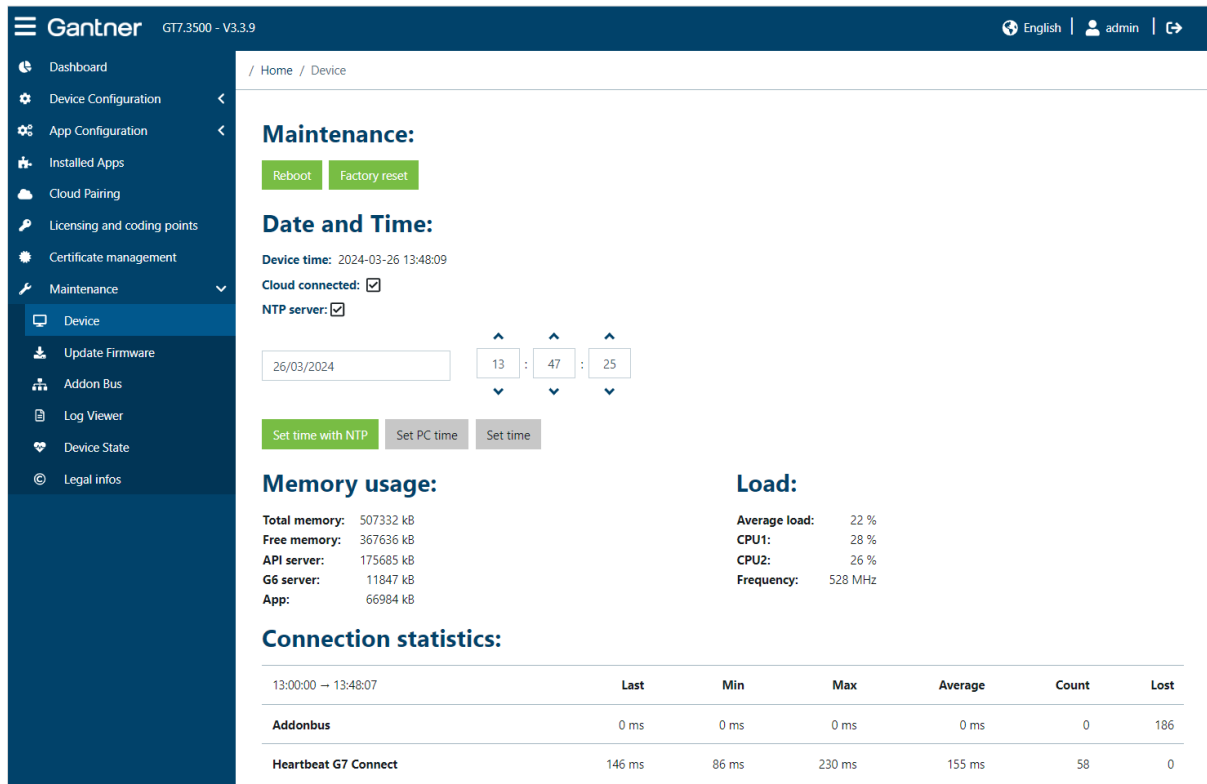 Gantner GT7.3500 - V3.3.9 English admin
Dashboard
Device Configuration
App Configuration
Installed Apps
Cloud Pairing
Licensing and coding points
Certificate management
Maintenance
Device
Update Firmware
Addon Bus
Log Viewer
Device State
Legal infos
/ Home / Device
Maintenance:
Reboot Factory reset
Date and Time:
Device time: 2024-03-26 13:48:09
Cloud connected:
NTP server:
26/03/2024 13 : 47 : 25
Set time with NTP Set PC time Set time
Memory usage:
Total memory: 507332 kB
Free memory: 367636 kB
API server: 175685 kB
G6 server: 11847 kB
App: 66984 kB
Load:
Average load: 22 %
CPU1: 28 %
CPU2: 26 %
Frequency: 528 MHz
Connection statistics:
13:00:00 → 13:48:07 Last Min Max Average Count Lost
Addonbus 0 ms 0 ms 0 ms 0 ms 0 186
Heartbeat G7 Connect 146 ms 86 ms 230 ms 155 ms 58 0